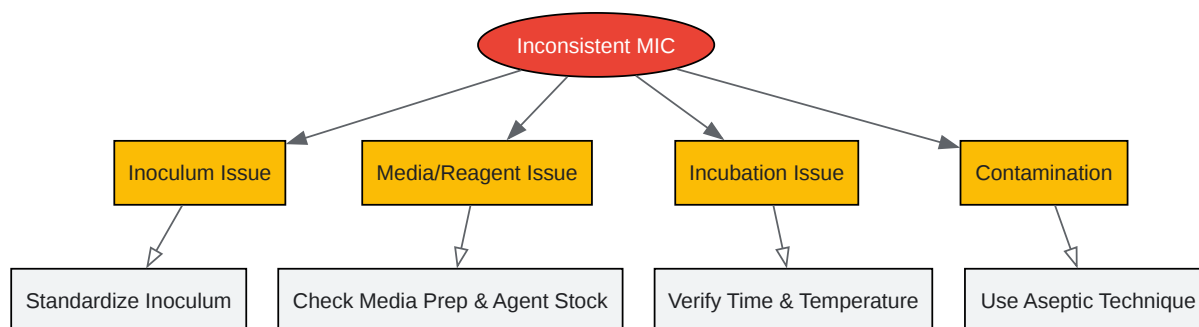 Inconsistent MIC
Inoculum Issue
Media/Reagent Issue
Incubation Issue
Contamination
Standardize Inoculum
Check Media Prep & Agent Stock
Verify Time & Temperature
Use Aseptic Technique